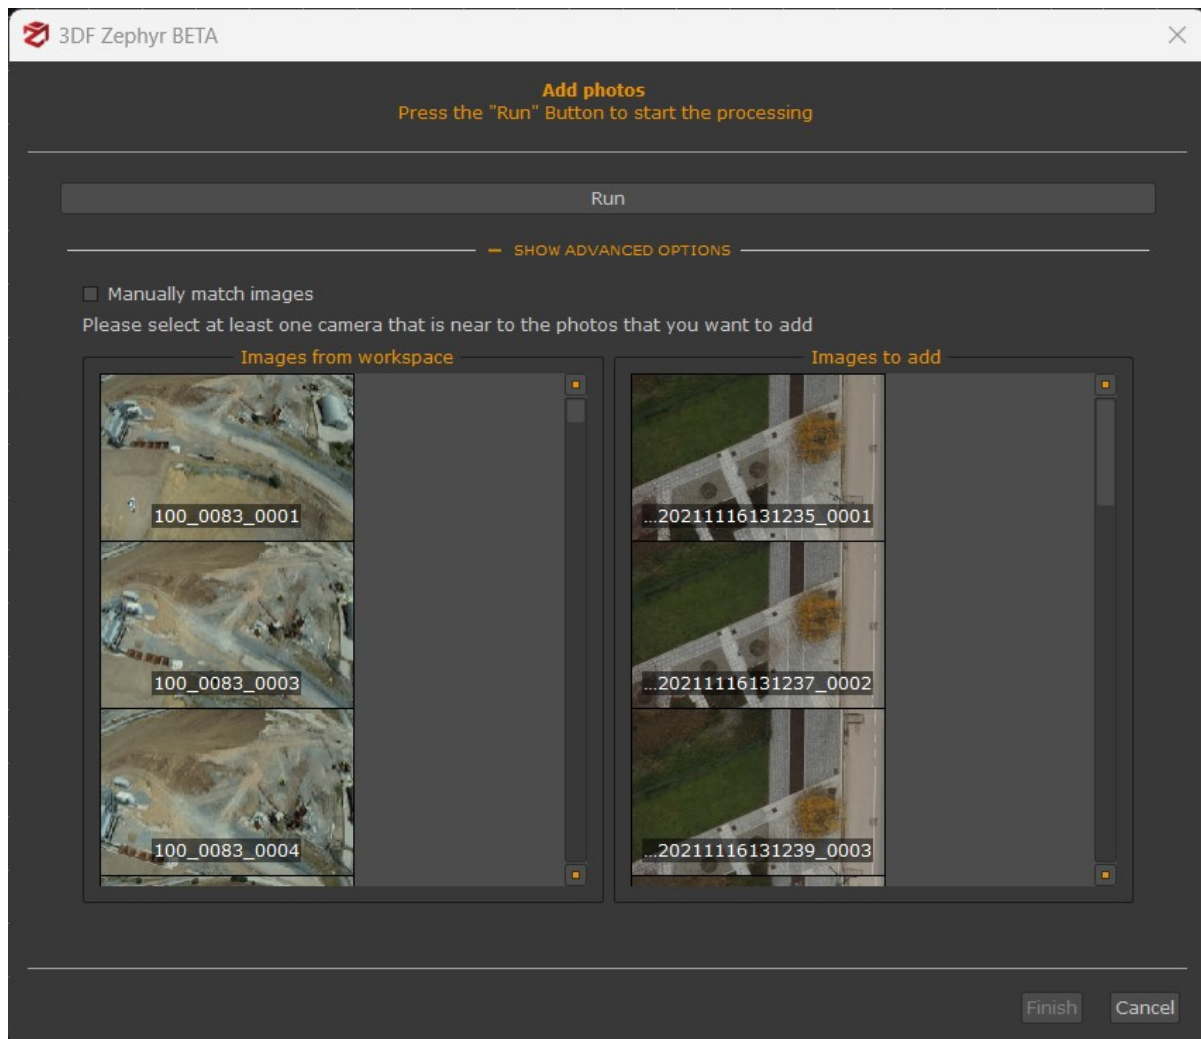 3DF Zephyr BETA
Add photos
Press the "Run" Button to start the processing
Run
SHOW ADVANCED OPTIONS
Manually match images
Please select at least one camera that is near to the photos that you want to add
Images from workspace
100_0083_0001
100_0083_0003
100_0083_0004
Images to add
...20211116131235_0001
...20211116131237_0002
...20211116131239_0003
Finish
Cancel